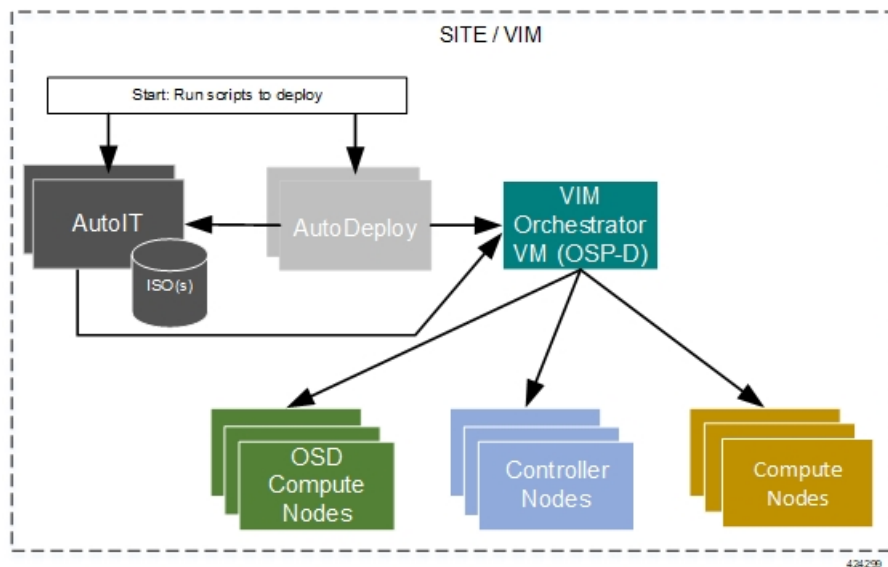 SITE / VIM
Start: Run scripts to deploy
AutoIT
ISO(s)
AutoDeploy
VIM
Orchestrator
VM (OSP-D)
OSD
Compute
Nodes
Controller
Nodes
Compute
Nodes
424299